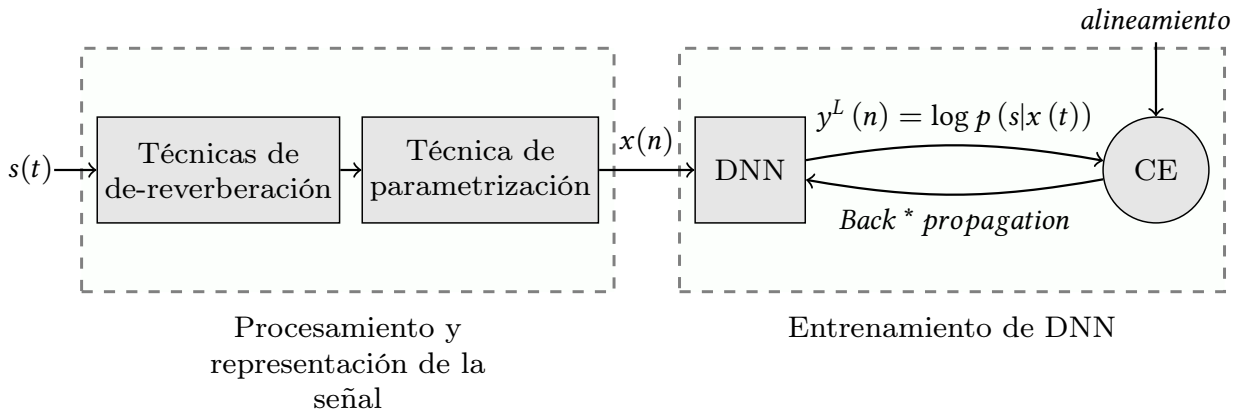 alineamiento
s(t)
Técnicas de
de-reverberación
Técnica de
parametrización
x(n)
DNN
y^L (n) = log p (s|x (t))
Back * propagation
CE
Procesamiento y
representación de la
señal
Entrenamiento de DNN